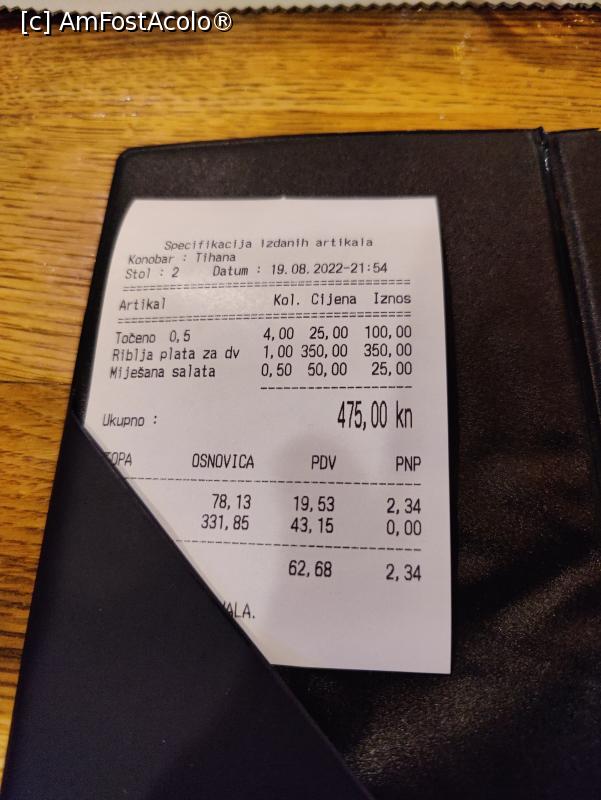 [c] AmFostAcolo®
Specifikacija Izdanih artikala
Konobar : Tihana
Stol : 2 Datum : 19.08.2022-21:54
Artikal Kol. Cijena Iznos
Točeno 0,5 4,00 25,00 100,00
Riblja plata za dv 1,00 350,00 350,00
Miješana salata 0,50 50,00 25,00
Ukupno : 475,00 kn
OSNOVICA PDV PNP
78,13 19,53 2,34
331,85 43,15 0,00
62,68 2,34